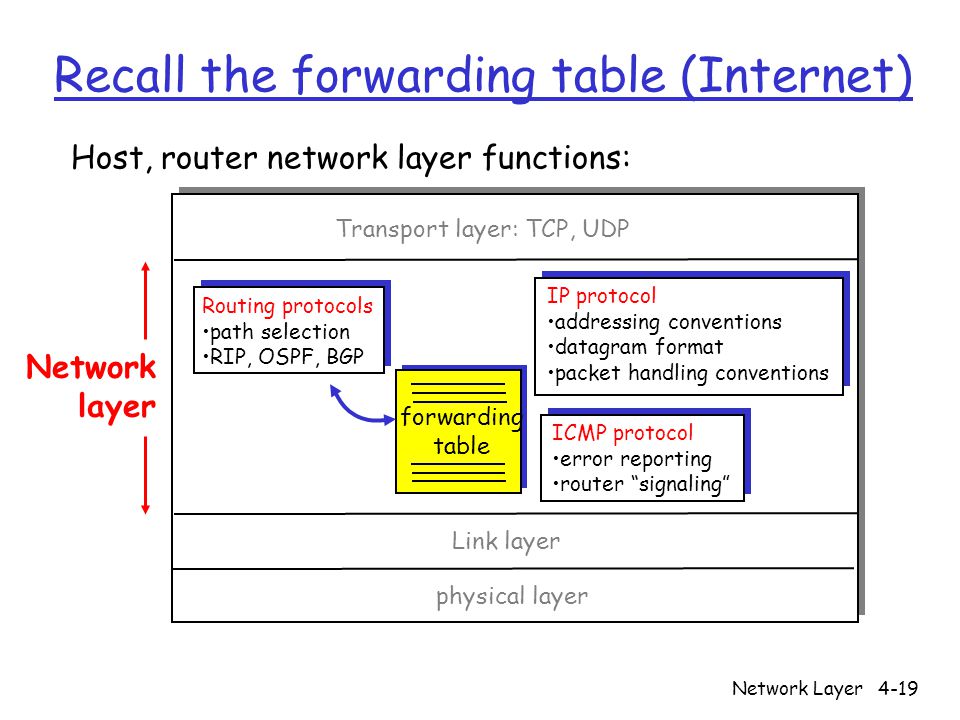 Recall the forwarding table (Internet)
Host, router network layer functions:
Transport layer: TCP, UDP
Network
layer
Routing protocols
•path selection
•RIP, OSPF, BGP
forwarding
table
IP protocol
•addressing conventions
•datagram format
•packet handling conventions
ICMP protocol
•error reporting
•router “signaling”
Link layer
physical layer
Network Layer 4-19